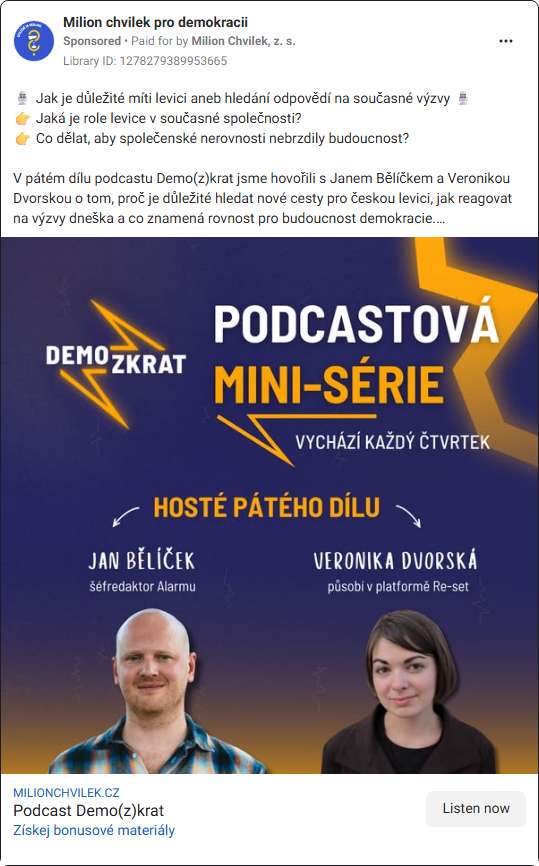 Milion chvilek pro demokracii
Sponsored • Paid for by Milion Chvilek, z. s.
Library ID: 1278279389953665
Jak je důležité míti levici aneb hledání odpovědí na současné výzvy
👉 Jaká je role levice v současné společnosti?
👉 Co dělat, aby společenské nerovnosti nebrzdily budoucnost?
V pátém dílu podcastu Demo(z)krat jsme hovořili s Janem Bělíčkem a Veronikou
Dvorskou o tom, proč je důležité hledat nové cesty pro českou levici, jak reagovat
na výzvy dneška a co znamená rovnost pro budoucnost demokracie....
DEMO ZKRAT
PODCASTOVÁ
MINI-SÉRIE
VYCHÁZÍ KAŽDÝ ČTVRTEK
HOSTÉ PÁTÉHO DÍLU
JAN BĚLÍČEK
šéfredaktor Alarmu
VERONIKA DVORSKÁ
působí v platformě Re-set
MILIONCHVILEK.CZ
Podcast Demo(z)krat
Získej bonusové materiály
Listen now